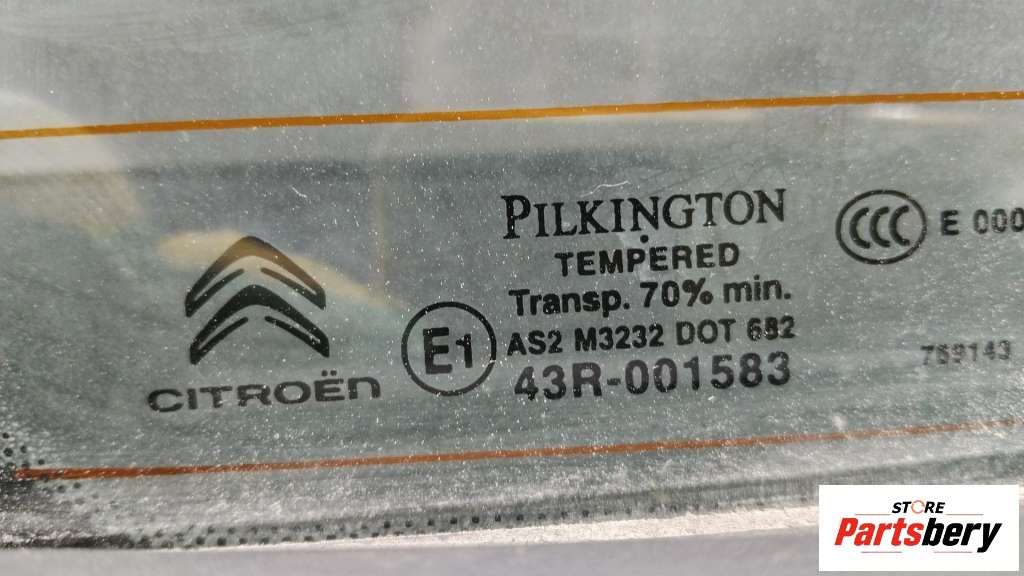 PILKINGTON
TEMPERED
Transp. 70% min.
AS2 M3232 DOT 682
43R-001583
E1
CITROËN
CCC E 000
769143
STORE
Partsbery